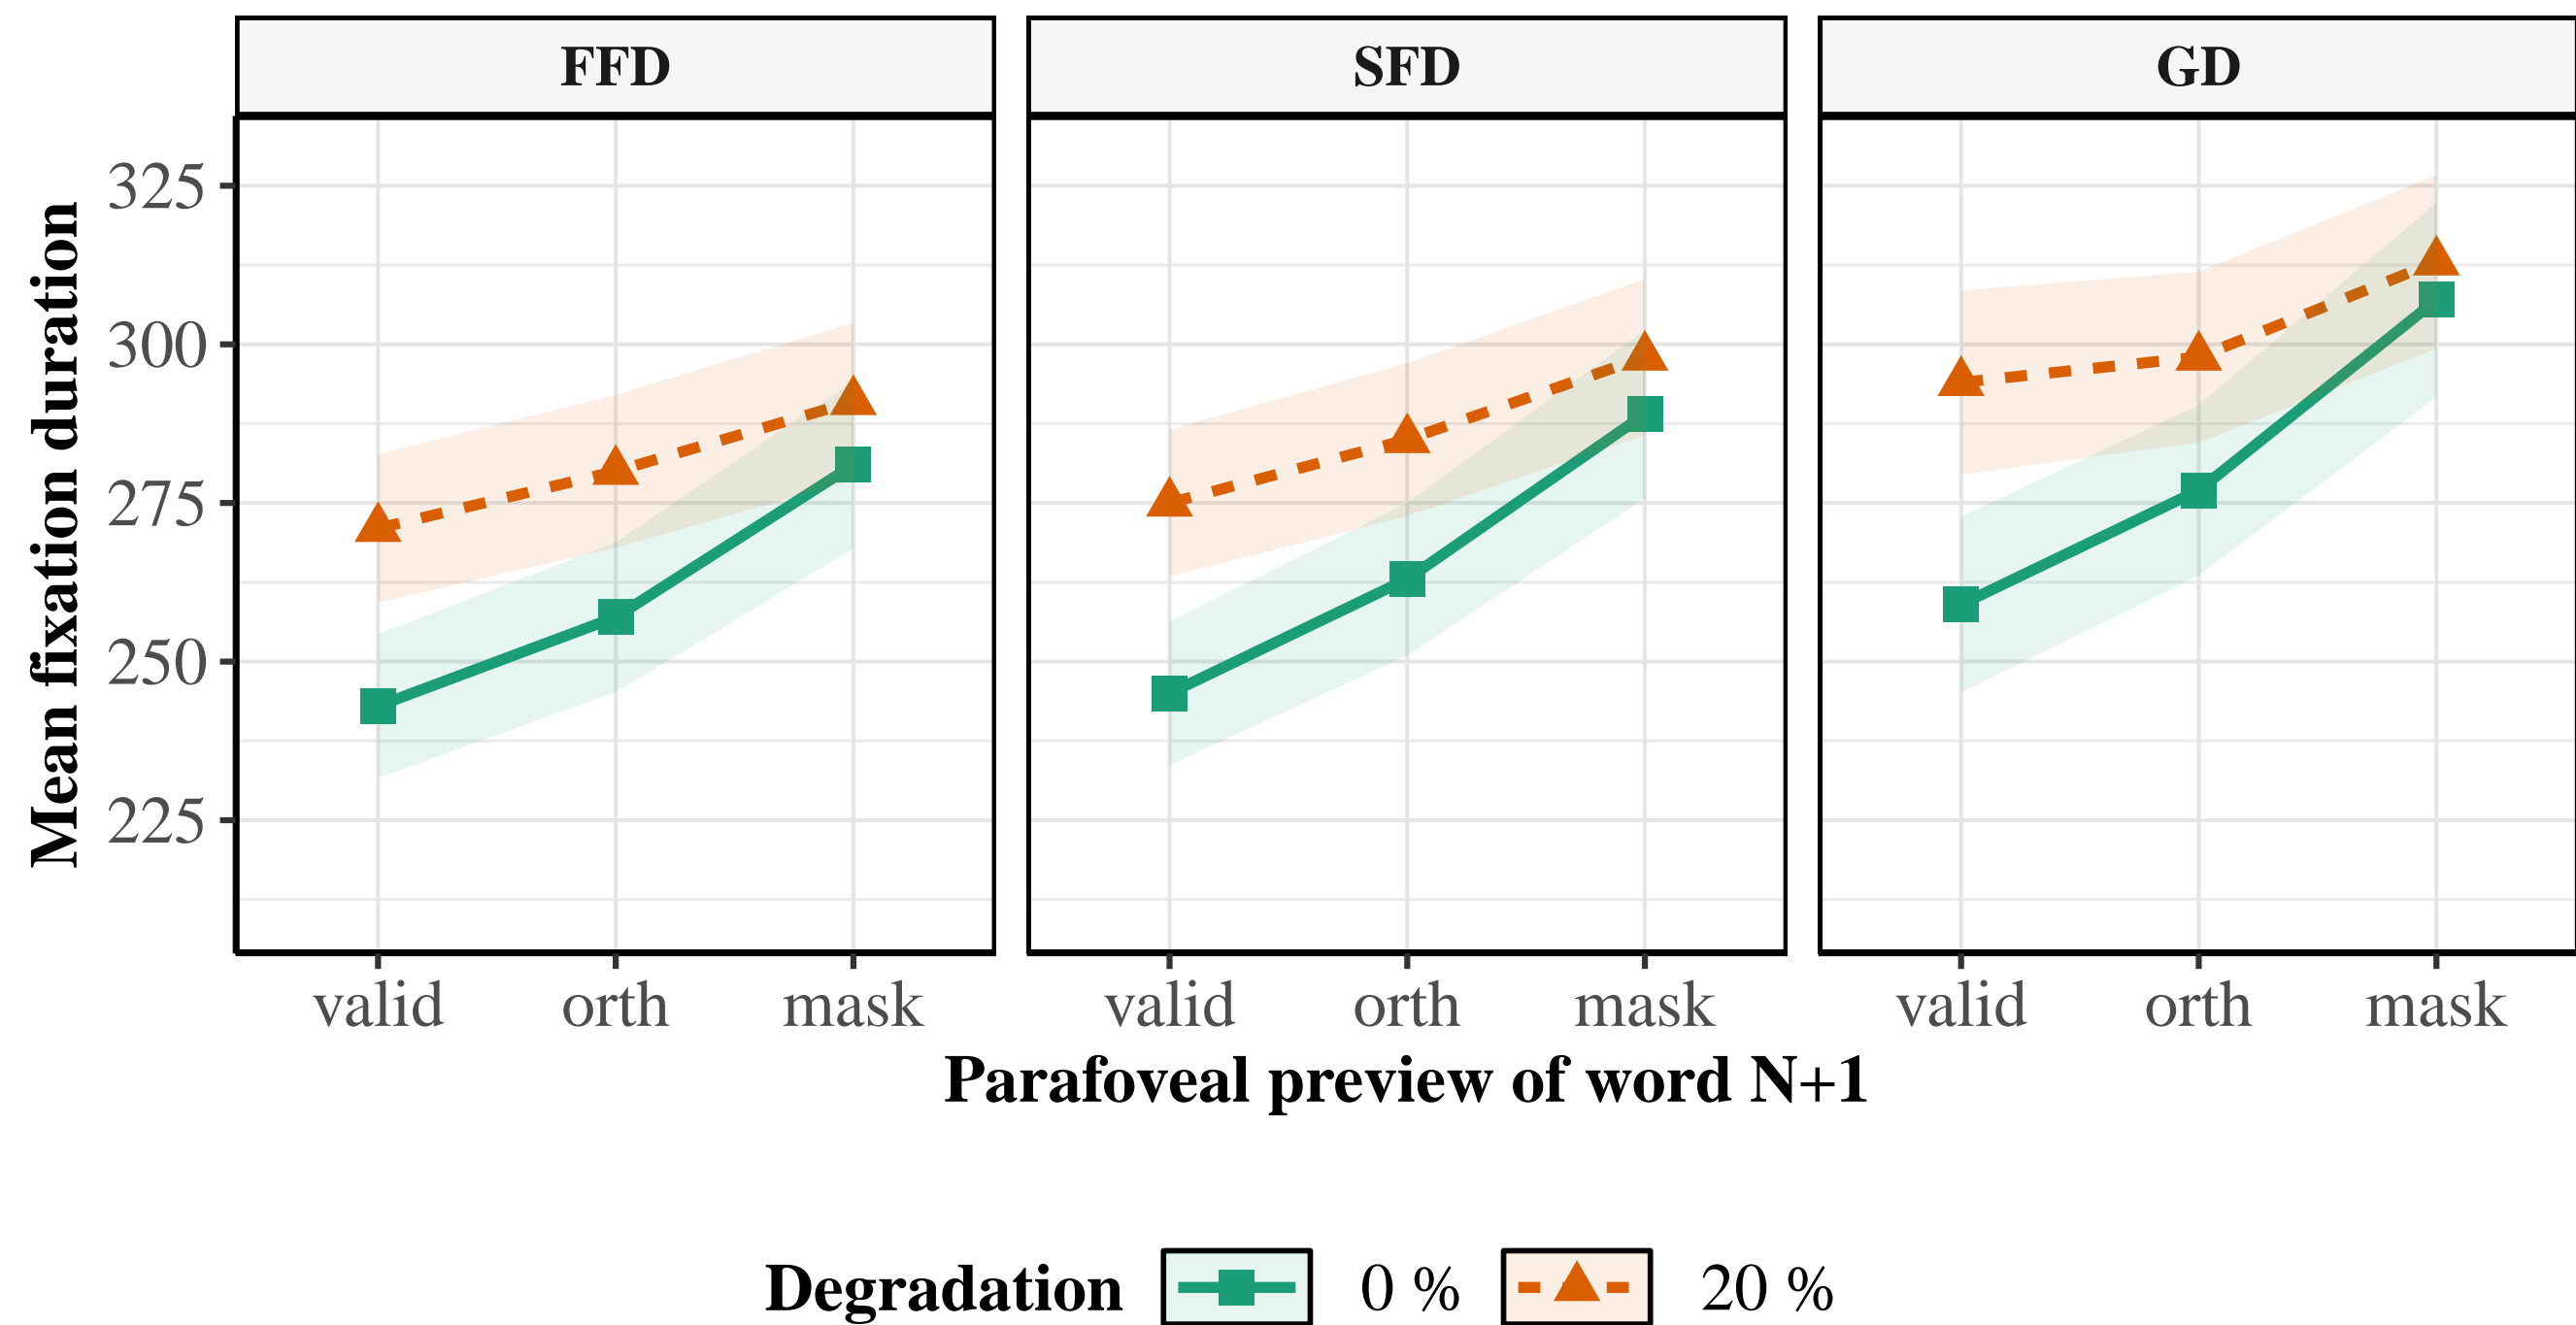 FFD SFD GD
325
300
275
250
225
Mean fixation duration
valid orth mask valid orth mask valid orth mask
Parafoveal preview of word N+1
Degradation 0 % 20 %